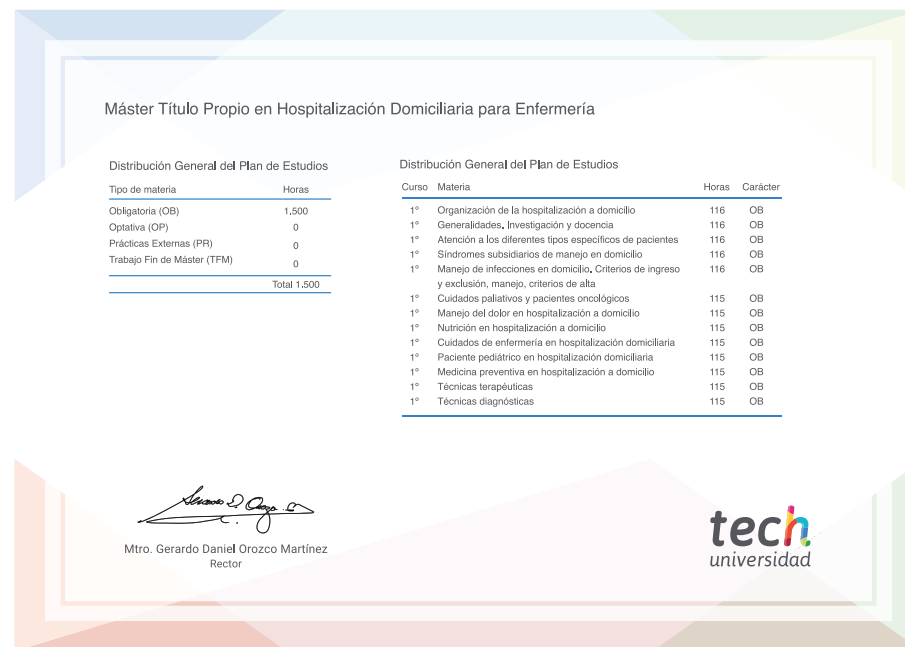 Máster Título Propio en Hospitalización Domiciliaria para Enfermería
Distribución General del Plan de Estudios
Tipo de materia Horas
Obligatoria (OB) 1.500
Optativa (OP) 0
Prácticas Externas (PR) 0
Trabajo Fin de Máster (TFM) 0
Total 1.500
Distribución General del Plan de Estudios
Curso Materia Horas Carácter
1º Organización de la hospitalización a domicilio 116 OB
1º Generalidades. Investigación y docencia 116 OB
1º Atención a los diferentes tipos específicos de pacientes 116 OB
1º Síndromes subsidiarios de manejo en domicilio 116 OB
1º Manejo de infecciones en domicilio. Criterios de ingreso 116 OB
y exclusión, manejo, criterios de alta
1º Cuidados paliativos y pacientes oncológicos 115 OB
1º Manejo del dolor en hospitalización a domicilio 115 OB
1º Nutrición en hospitalización a domicilio 115 OB
1º Cuidados de enfermería en hospitalización domiciliaria 115 OB
1º Paciente pediátrico en hospitalización domiciliaria 115 OB
1º Medicina preventiva en hospitalización a domicilio 115 OB
1º Técnicas terapéuticas 115 OB
1º Técnicas diagnósticas 115 OB
Mtro. Gerardo Daniel Orozco Martínez
Rector
tech
universidad